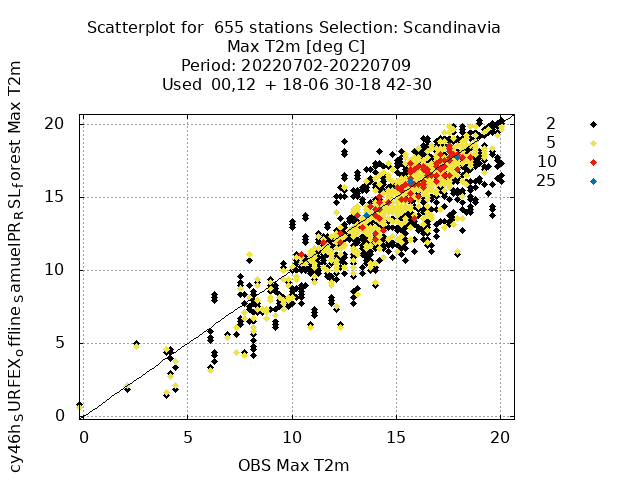 Scatterplot for  655 stations Selection: Scandinavia
Max T2m [deg C]
Period: 20220702-20220709
Used  00,12  + 18-06 30-18 42-30
cy46h_SURFEX_offline_samuelPR_RSL_forest Max T2m
20
15
10
5
0
0 5 10 15 20
OBS Max T2m
2
5
10
25